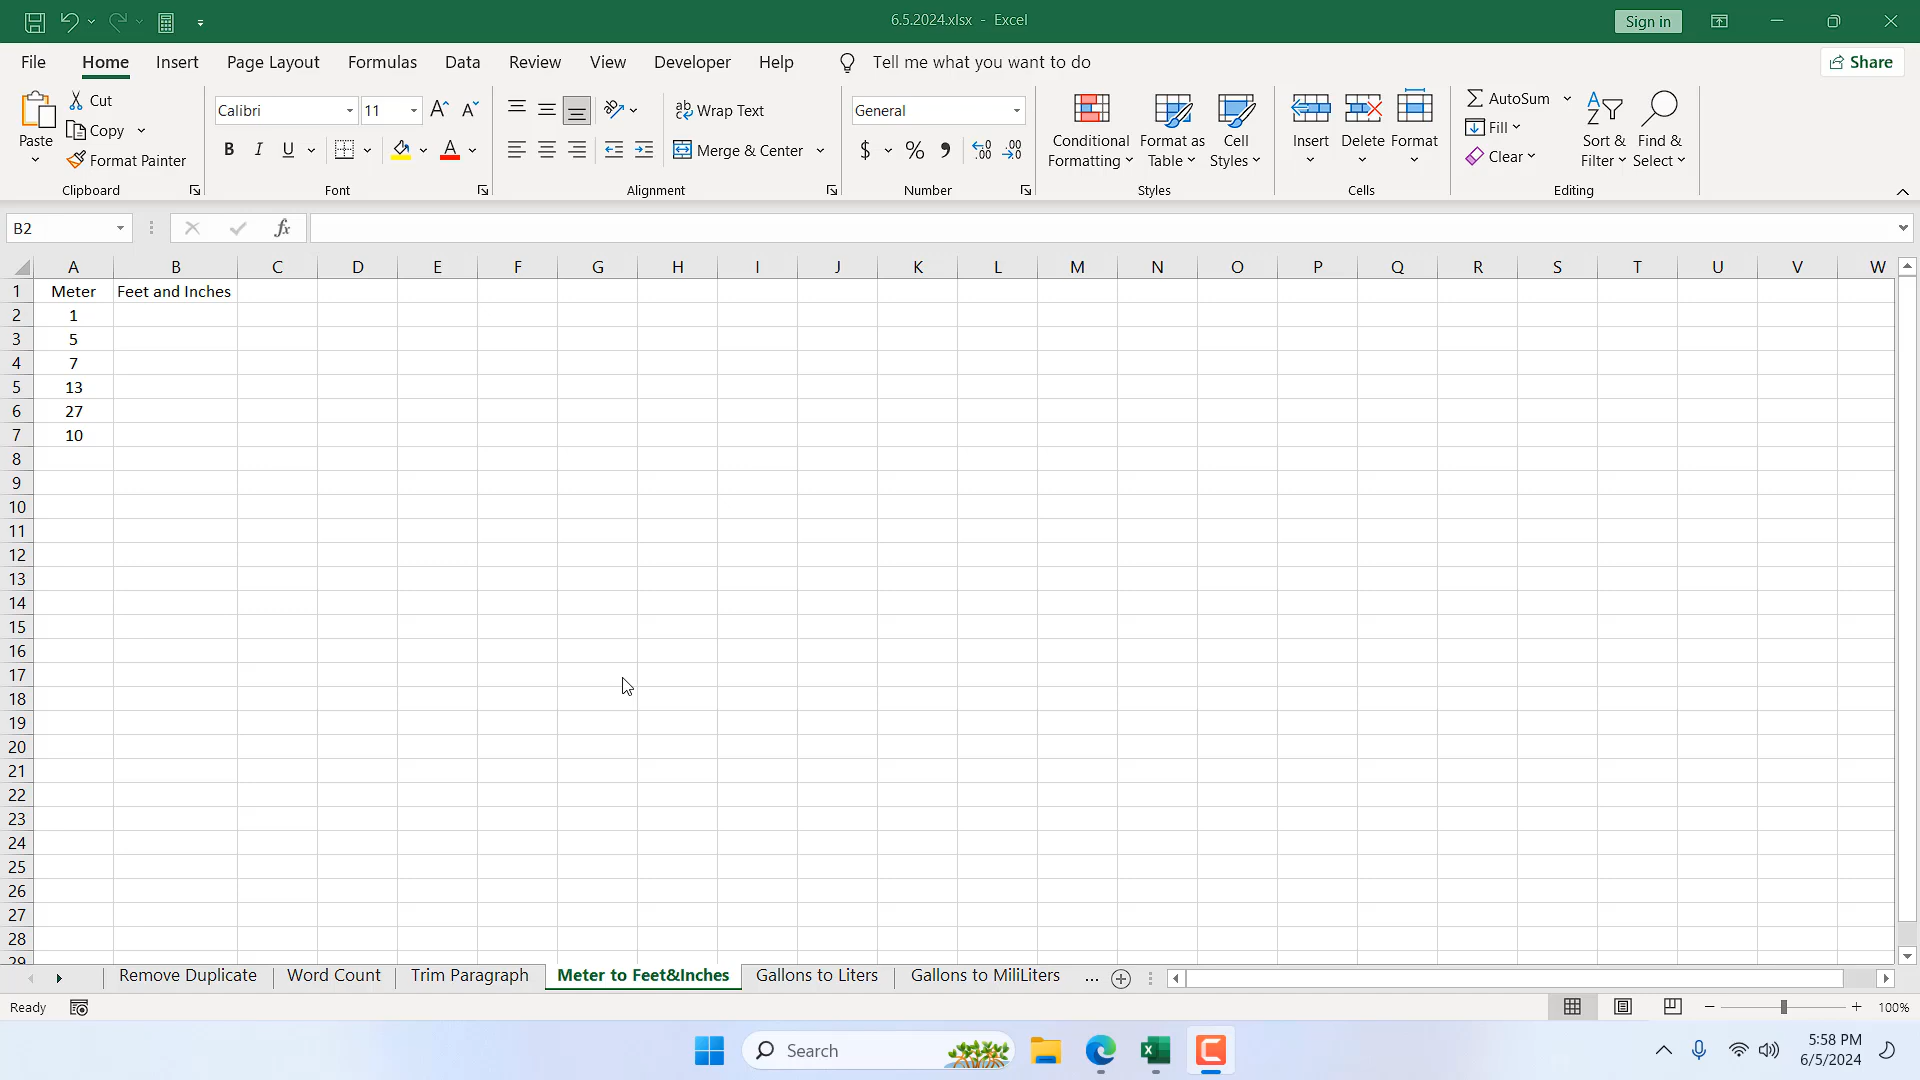 6.5.2024.xlsx - Excel
Sign in
File Home Insert Page Layout Formulas Data Review View Developer Help Tell me what you want to do Share
Paste
Cut
Copy
Format Painter
Clipboard
Calibri 11
B I U A
Font
Wrap Text
Merge & Center
Alignment
General
$ % ,
Number
Conditional Formatting
Format as Table
Cell Styles
Styles
Insert Delete Format
Cells
AutoSum
Fill
Clear
Sort & Filter
Find & Select
Editing
B2
fx
A B C D E F G H I J K L M N O P Q R S T U V W
1 Meter Feet and Inches
2 1
3 5
4 7
5 13
6 27
7 10
8
9
10
11
12
13
14
15
16
17
18
19
20
21
22
23
24
25
26
27
28
29
Remove Duplicate Word Count Trim Paragraph Meter to Feet&Inches Gallons to Liters Gallons to MiliLiters ...
Ready
100%
Search
5:58 PM
6/5/2024